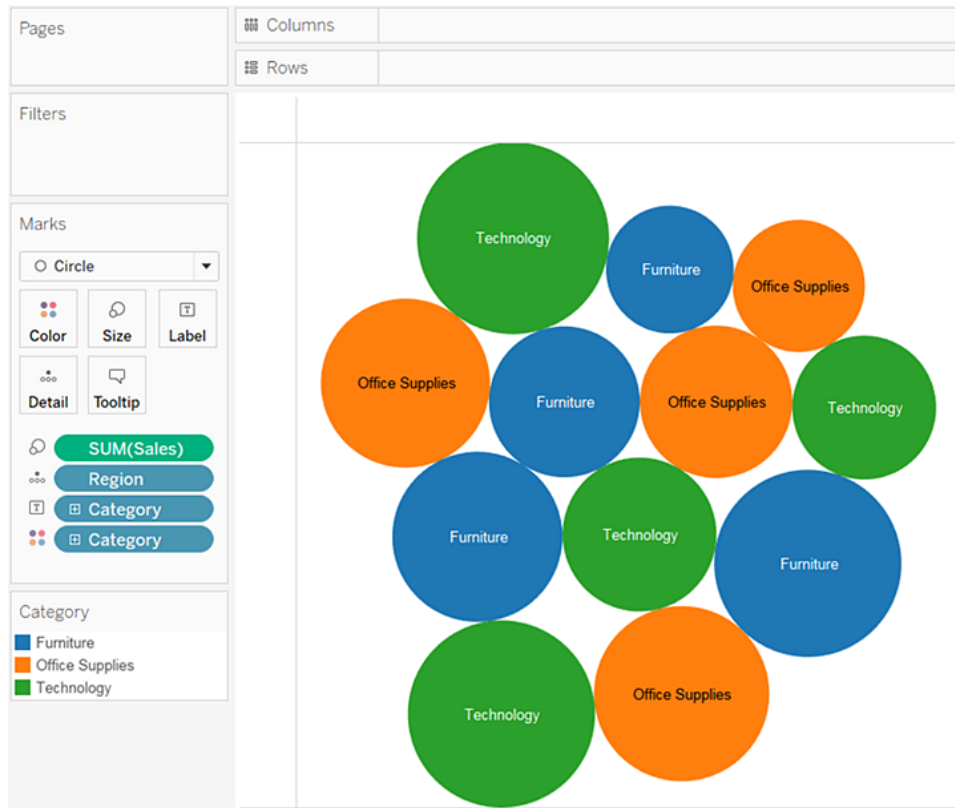 Pages
Columns
Rows
Filters
Marks
Circle
Color
Size
Label
Detail
Tooltip
SUM(Sales)
Region
Category
Category
Category
Furniture
Office Supplies
Technology
Technology
Furniture
Office Supplies
Office Supplies
Furniture
Office Supplies
Technology
Furniture
Technology
Furniture
Technology
Office Supplies